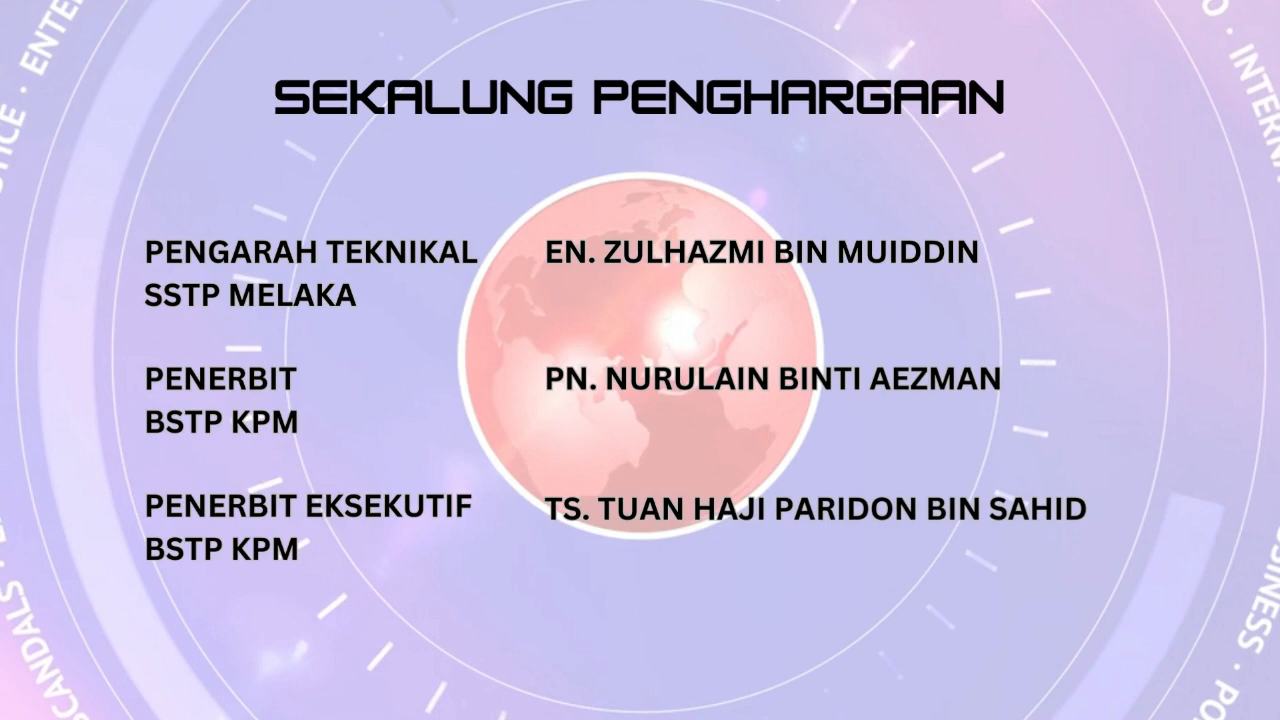 SEKALUNG PENGHARGAAN
PENGARAH TEKNIKAL
SSTP MELAKA
EN. ZULHAZMI BIN MUIDDIN
PENERBIT
BSTP KPM
PN. NURULAIN BINTI AEZMAN
PENERBIT EKSEKUTIF
BSTP KPM
TS. TUAN HAJI PARIDON BIN SAHID
SCANDALS